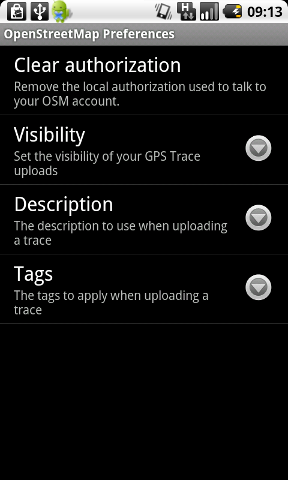 H
09:13
OpenStreetMap Preferences
Clear authorization
Remove the local authorization used to talk to
your OSM account.
Visibility
Set the visibility of your GPS Trace
uploads
Description
The description to use when uploading
a trace
Tags
The tags to apply when uploading a
trace